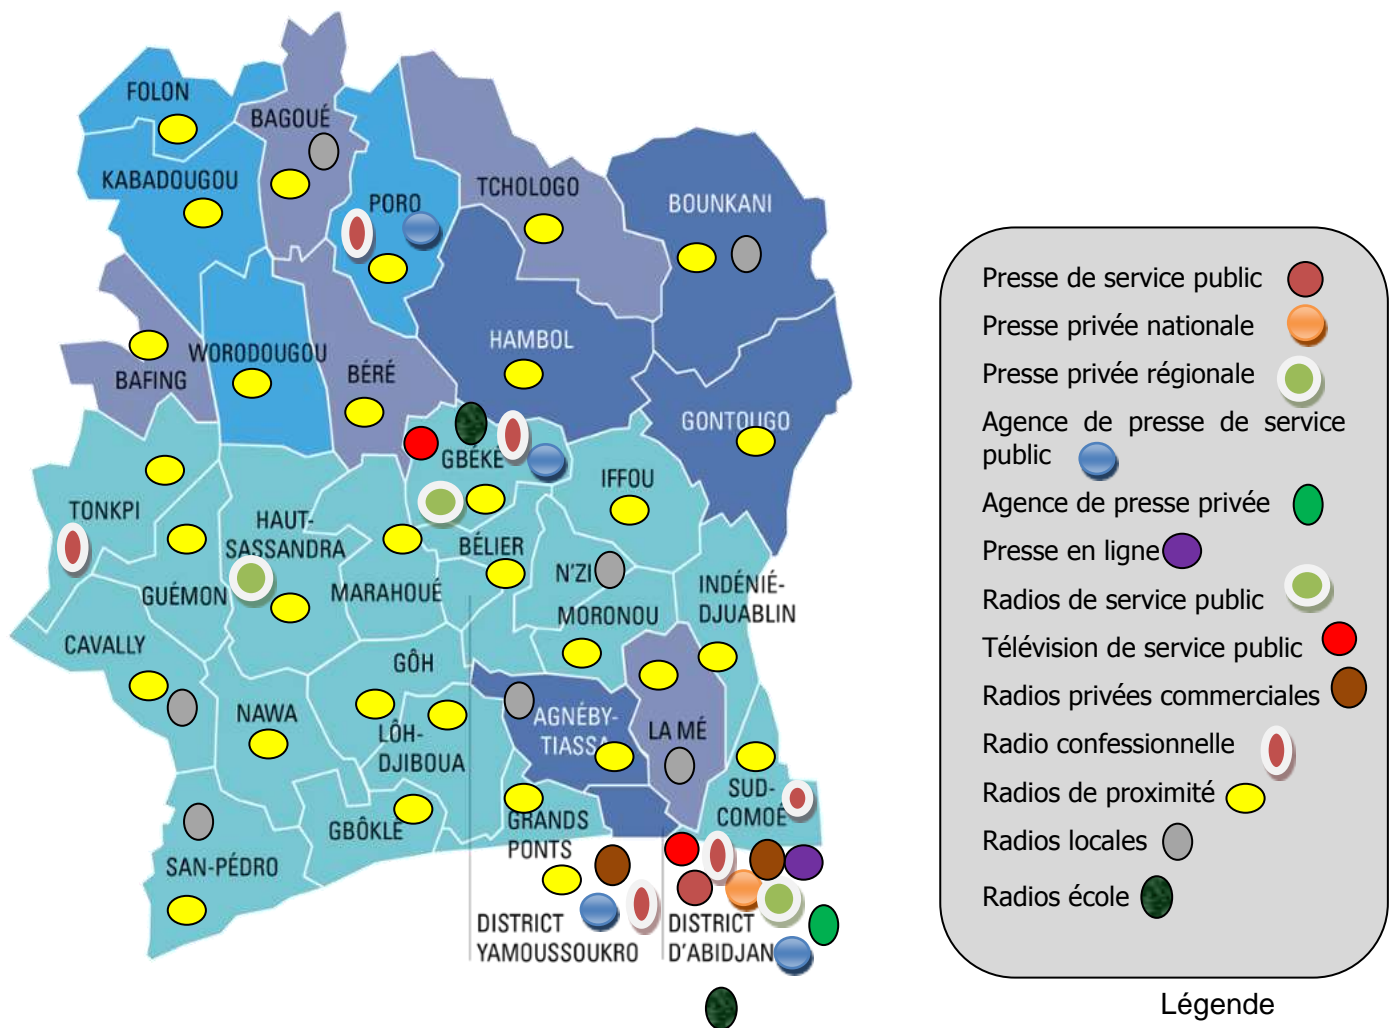 FOLON
BAGOUÉ
KABADOUGOU
PORO
TCHOLOGO
BOUNKANI
HAMBOL
WORODOUGOU
BAFING
BÉRÉ
GONTOUGO
GBÉKÉ
IFFOU
TONKPI
HAUT-
SASSANDRA
BÉLIER
N'ZI
INDÉNIÉ-
DJUABLIN
GUÉMON
MARAHOUÉ
MORONOU
CAVALLY
GÔH
NAWA
LÔH-
DJIBOUA
AGNÉBY-
TIASSA
LA MÉ
SUD-
COMOÉ
GBÔKLE
GRANDS
PONTS
SAN-PÉDRO
DISTRICT
YAMOUSSOUKRO
DISTRICT
D'ABIDJAN
Presse de service public
Presse privée nationale
Presse privée régionale
Agence de presse de service
public
Agence de presse privée
Presse en ligne
Radios de service public
Télévision de service public
Radios privées commerciales
Radio confessionnelle
Radios de proximité
Radios locales
Radios école
Légende